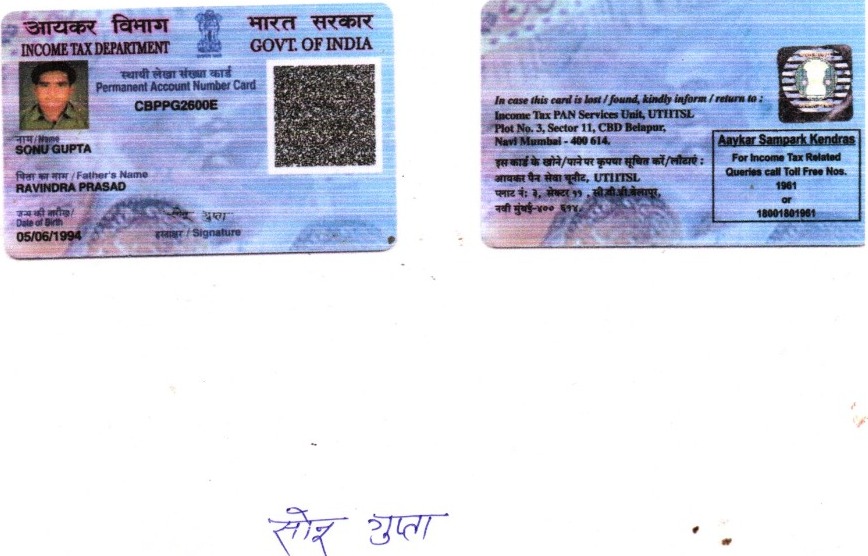 आयकर विभाग
INCOME TAX DEPARTMENT
भारत सरकार
GOVT. OF INDIA
स्थायी लेखा संख्या कार्ड
Permanent Account Number Card
CBPPG2600E
नाम / Name
SONU GUPTA
पिता का नाम / Father's Name
RAVINDRA PRASAD
जन्म की तारीख/
Date of Birth
05/06/1994
सोनू गुप्ता
हस्ताक्षर / Signature
In case this card is lost / found, kindly inform / return to :
Income Tax PAN Services Unit, UTIITSL
Plot No. 3, Sector 11, CBD Belapur,
Navi Mumbai - 400 614.
इस कार्ड के खोने/पाने पर कृपया सूचित करें/लौटाएं :
आयकर पैन सेवा यूनीट, UTIITSL
प्लाट नं: ३, सेक्टर ११ , सी.बी.डी.बेलापुर,
नवी मुंबई-४०० ६१४.
Aaykar Sampark Kendras
For Income Tax Related
Queries call Toll Free Nos.
1961
or
18001801961
सोनू गुप्ता